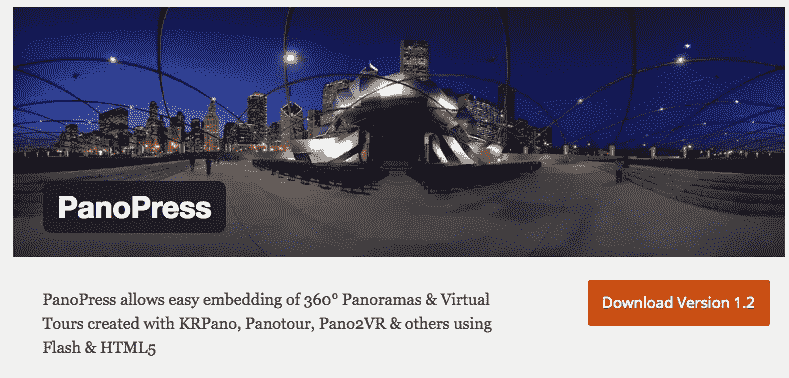 PanoPress
PanoPress allows easy embedding of 360° Panoramas & Virtual
Tours created with KRPano, Panotour, Pano2VR & others using
Flash & HTML5
Download Version 1.2